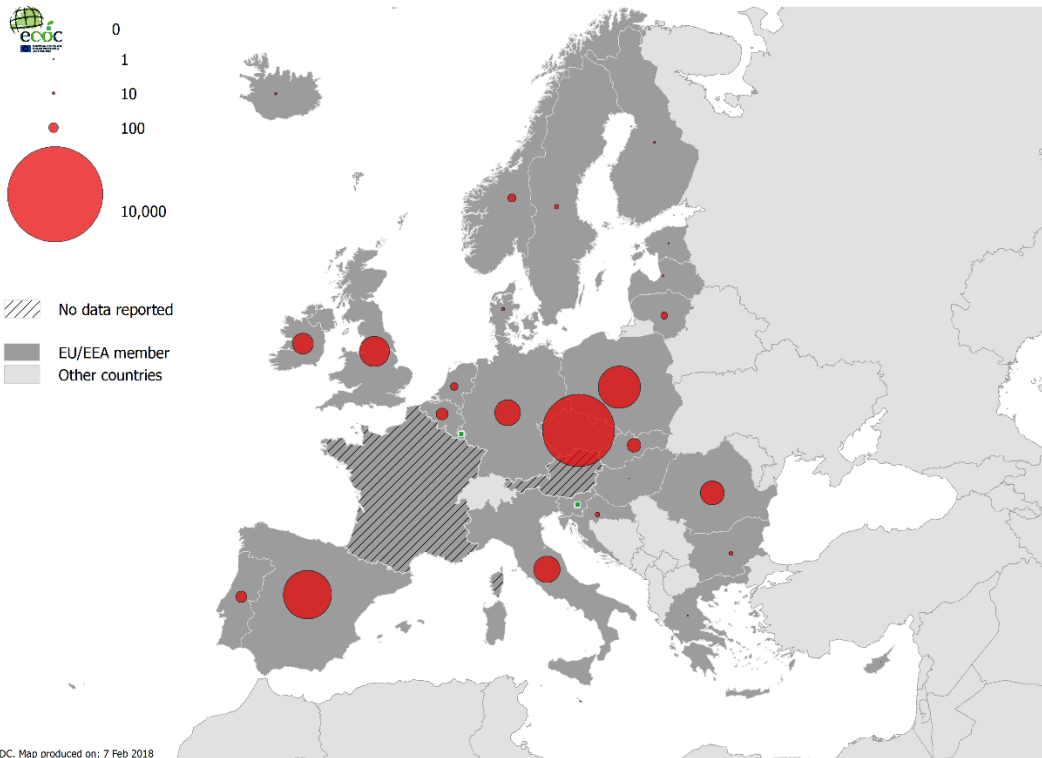 ecdc
0
1
10
100
10,000
No data reported
EU/EEA member
Other countries
DC. Map produced on: 7 Feb 2018